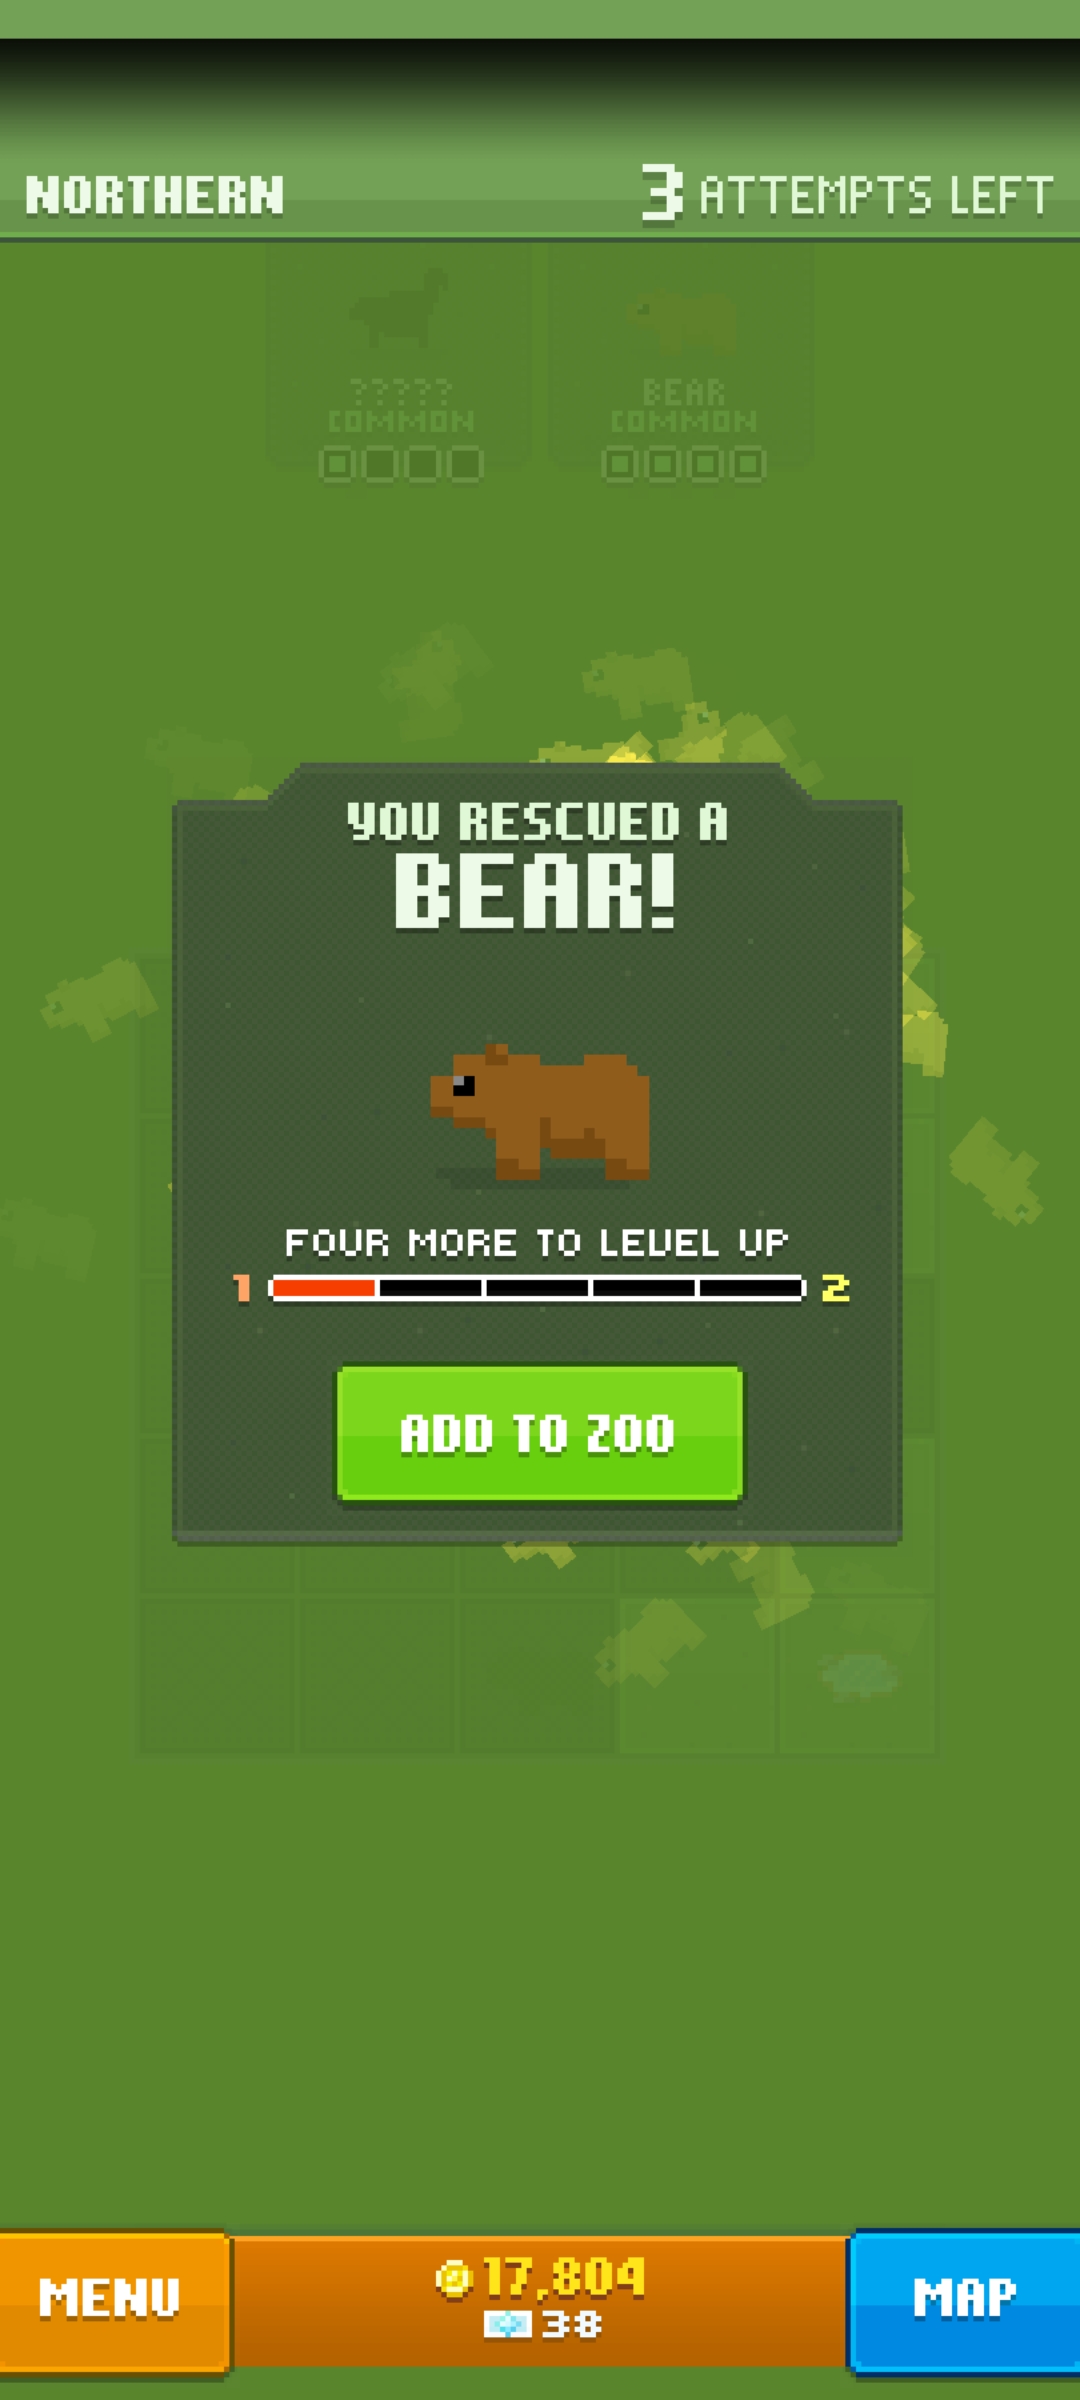 NORTHERN
3 ATTEMPTS LEFT
????? BEAR
COMMON COMMON
YOU RESCUED A
BEAR!
FOUR MORE TO LEVEL UP
1 2
ADD TO ZOO
MENU
17,804
38
MAP